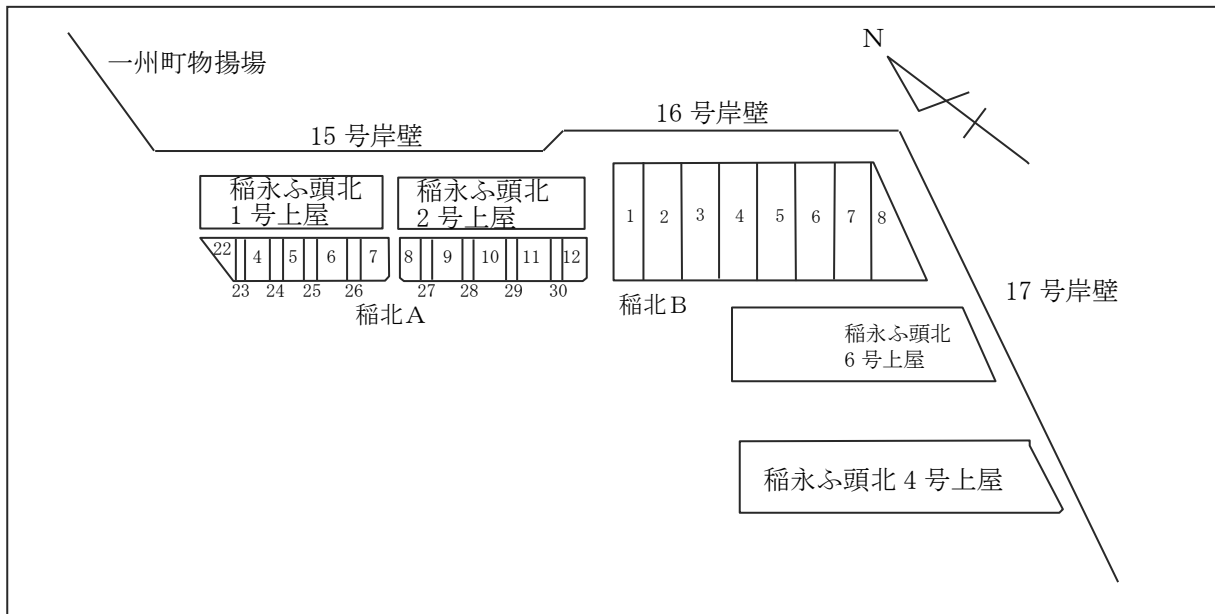 N
一州町物揚場
15 号岸壁
16 号岸壁
稲永ふ頭北
1 号上屋
稲永ふ頭北
2 号上屋
1 2 3 4 5 6 7 8
22 4 5 6 7 8 9 10 11 12
23 24 25 26 27 28 29 30
稲北A
稲北B
17 号岸壁
稲永ふ頭北
6 号上屋
稲永ふ頭北 4 号上屋